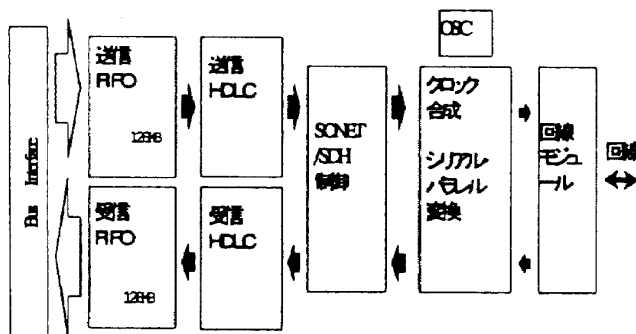 OSC
送信
FIFO
128KB
送信
HDLC
SONET
/SDH
制御
クロック
合成
シリアル・
パラレル
変換
回線
モジュ
ール
回線
Bus Interface
受信
FIFO
128KB
受信
HDLC